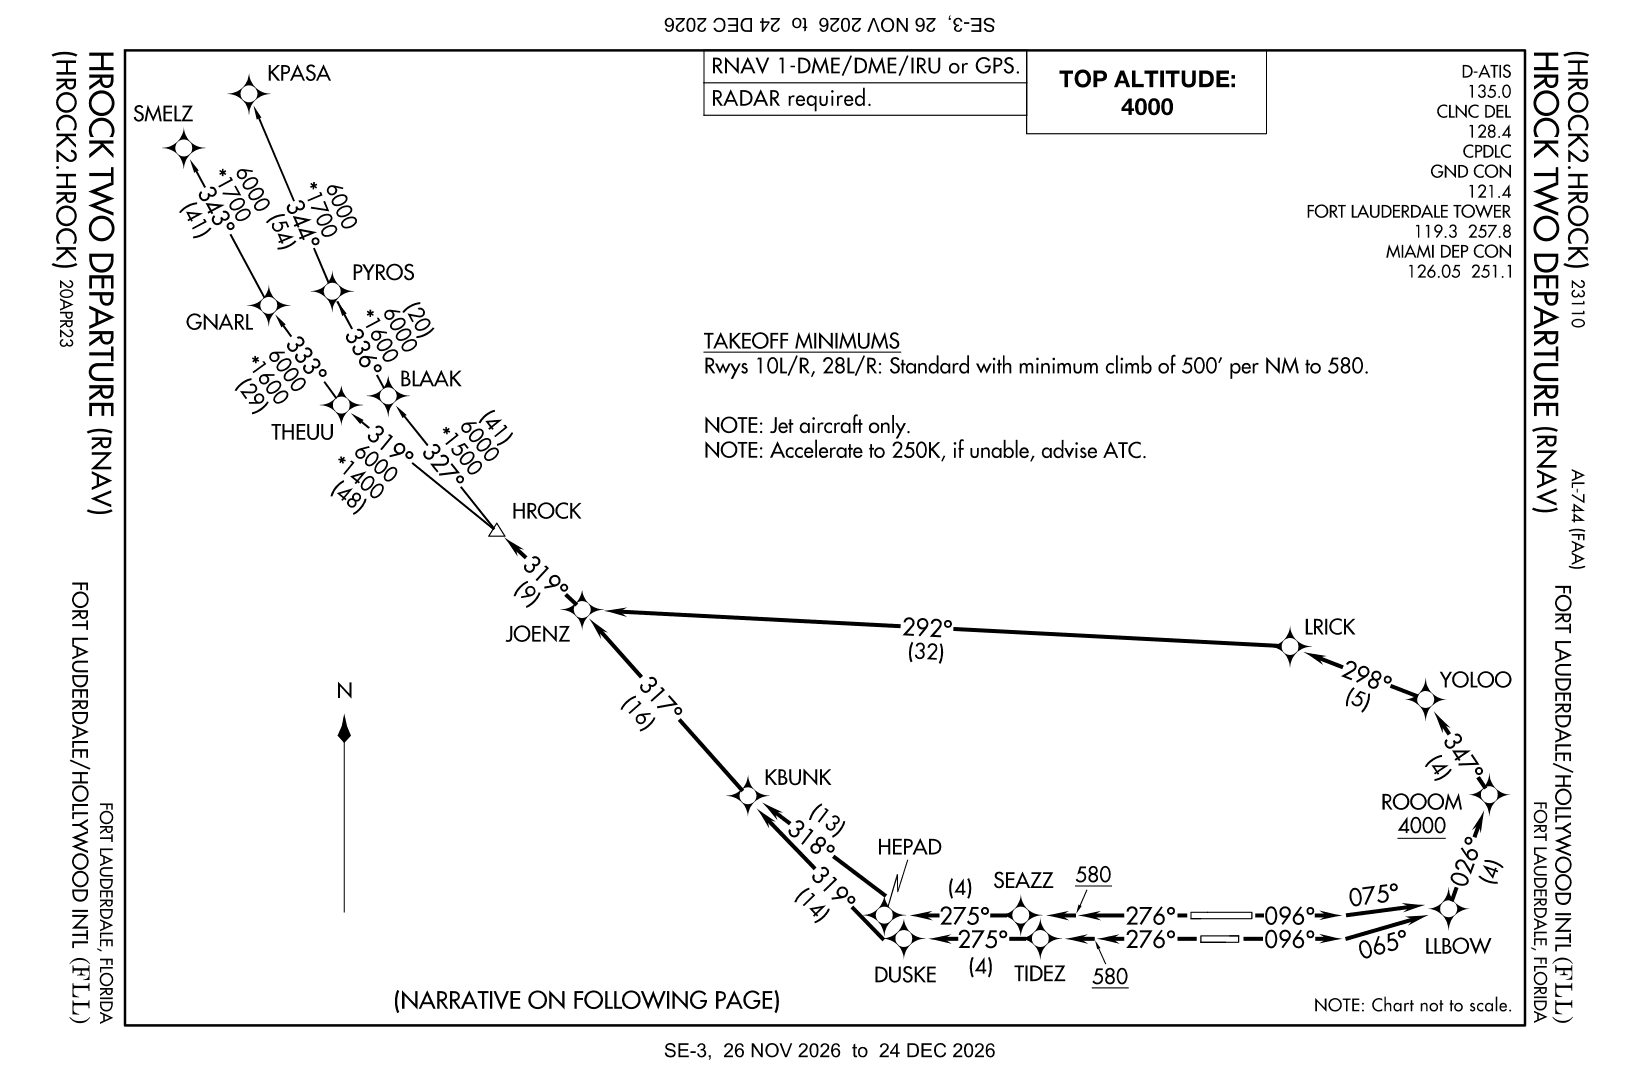 SE-3, 26 NOV 2026 to 24 DEC 2026
HROCK TWO DEPARTURE (RNAV)
(HROCK2.HROCK) 20APR23
FORT LAUDERDALE/HOLLYWOOD INTL (FLL)
FORT LAUDERDALE, FLORIDA
(HROCK2.HROCK) 23110
HROCK TWO DEPARTURE (RNAV)
AL-744 (FAA)
FORT LAUDERDALE/HOLLYWOOD INTL (FLL)
FORT LAUDERDALE, FLORIDA
RNAV 1-DME/DME/IRU or GPS.
RADAR required.
TOP ALTITUDE:
4000
D-ATIS
135.0
CLNC DEL
128.4
CPDLC
GND CON
121.4
FORT LAUDERDALE TOWER
119.3 257.8
MIAMI DEP CON
126.05 251.1
TAKEOFF MINIMUMS
Rwys 10L/R, 28L/R: Standard with minimum climb of 500' per NM to 580.
NOTE: Jet aircraft only.
NOTE: Accelerate to 250K, if unable, advise ATC.
KPASA
SMELZ
6000
*1700
343°
(41)
6000
*1700
344°
(54)
PYROS
GNARL
(20)
6000
*1600
336°
333°
6000
*1600
(29)
BLAAK
THEUU
(41)
6000
*1500
327°
319°
6000
*1400
(48)
HROCK
319°
(9)
JOENZ
292°
(32)
LRICK
298°
(5)
YOLOO
347°
(4)
ROOOM
4000
026°
(4)
317°
(16)
N
KBUNK
(13)
318°
319°
(14)
HEPAD
(4)
SEAZZ
580
275°
276°
096°
075°
275°
276°
096°
065°
LLBOW
DUSKE
(4)
TIDEZ
580
(NARRATIVE ON FOLLOWING PAGE)
NOTE: Chart not to scale.
SE-3, 26 NOV 2026 to 24 DEC 2026